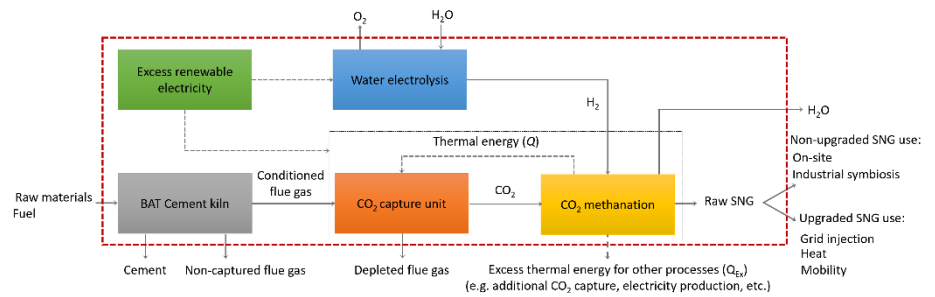 O₂
H₂O
Excess renewable
electricity
Water electrolysis
H₂
H₂O
Thermal energy (Q)
Non-upgraded SNG use:
On-site
Industrial symbiosis
Conditioned
flue gas
Raw materials
Fuel
BAT Cement kiln
CO₂ capture unit
CO₂
CO₂ methanation
Raw SNG
Upgraded SNG use:
Grid injection
Heat
Mobility
Cement
Non-captured flue gas
Depleted flue gas
Excess thermal energy for other processes (Q_Ex)
(e.g. additional CO₂ capture, electricity production, etc.)